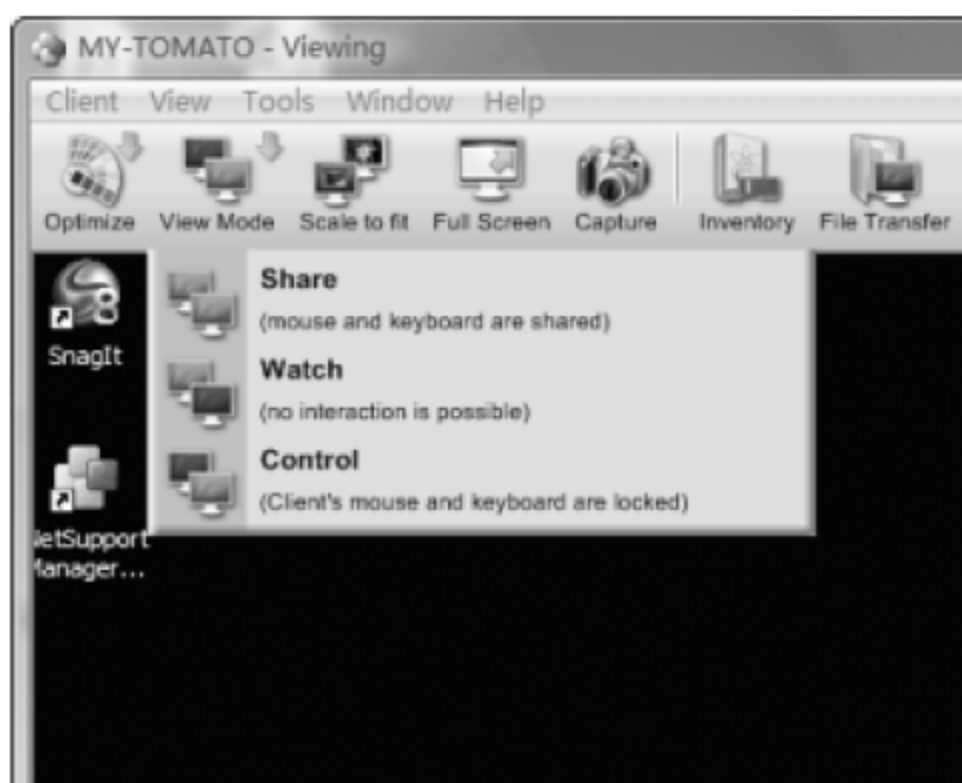 MY-TOMATO - Viewing
Client View Tools Window Help
Optimize View Mode Scale to fit Full Screen Capture Inventory File Transfer
Share
(mouse and keyboard are shared)
Watch
(no interaction is possible)
Control
(Client's mouse and keyboard are locked)
SnagIt
etSupport
anager...